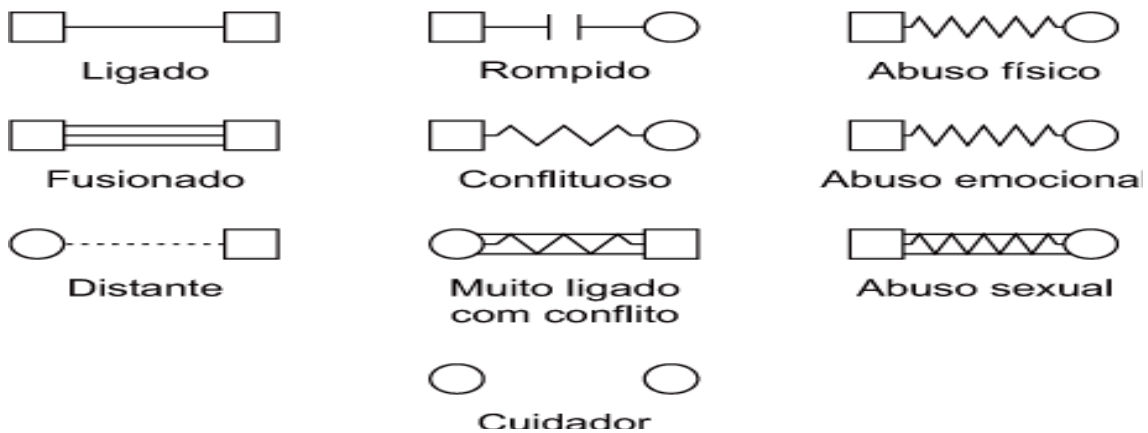 Ligado
Rompido
Abuso físico
Fusionado
Conflituoso
Abuso emocional
Distante
Muito ligado
com conflito
Abuso sexual
Cuidador